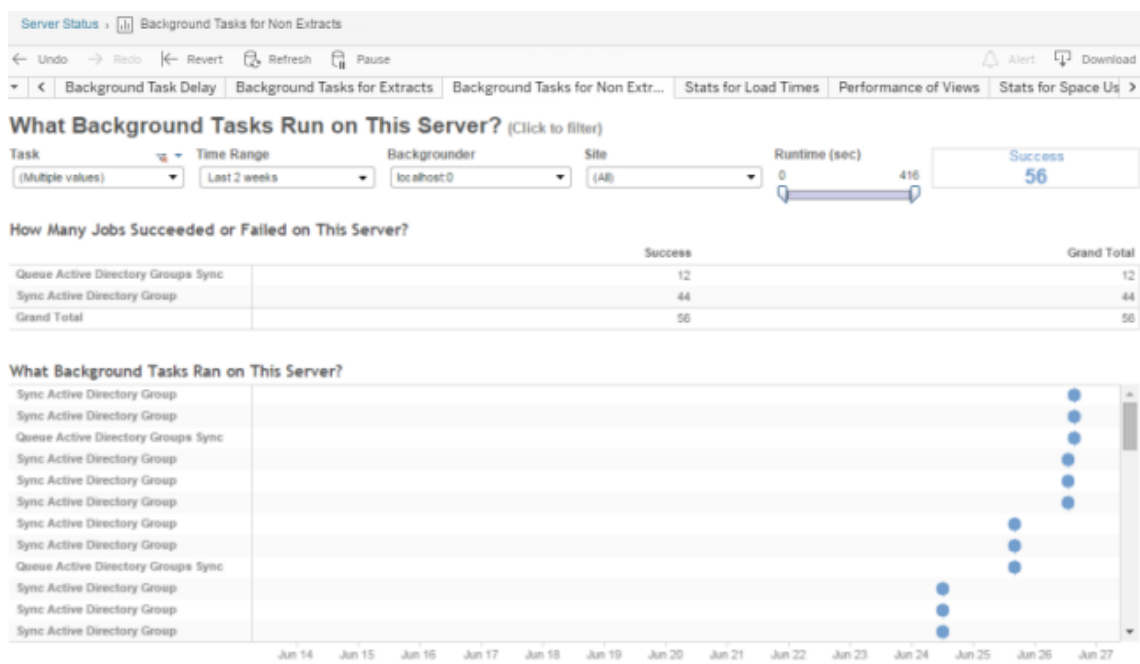 Server Status › Background Tasks for Non Extracts
Undo Redo Revert Refresh Pause Alert Download
Background Task Delay Background Tasks for Extracts Background Tasks for Non Extr... Stats for Load Times Performance of Views Stats for Space Us
What Background Tasks Run on This Server? (Click to filter)
Task Time Range Backgrounder Site Runtime (sec) Success
(Multiple values) Last 2 weeks localhost:0 (All) 0 416 56
How Many Jobs Succeeded or Failed on This Server?
Success Grand Total
Queue Active Directory Groups Sync 12 12
Sync Active Directory Group 44 44
Grand Total 56 56
What Background Tasks Ran on This Server?
Sync Active Directory Group
Sync Active Directory Group
Queue Active Directory Groups Sync
Sync Active Directory Group
Sync Active Directory Group
Sync Active Directory Group
Sync Active Directory Group
Sync Active Directory Group
Queue Active Directory Groups Sync
Sync Active Directory Group
Sync Active Directory Group
Sync Active Directory Group
Jun 14 Jun 15 Jun 16 Jun 17 Jun 18 Jun 19 Jun 20 Jun 21 Jun 22 Jun 23 Jun 24 Jun 25 Jun 26 Jun 27